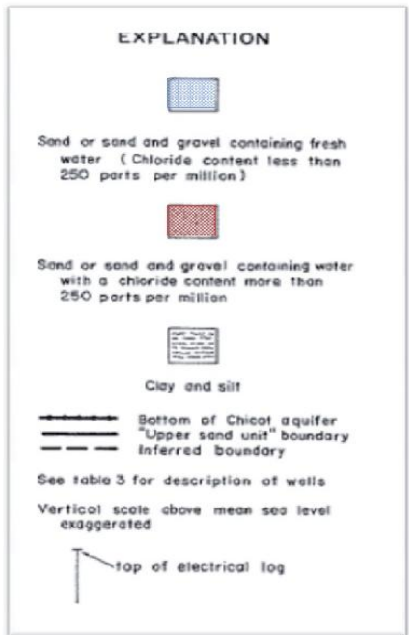 EXPLANATION
Sand or sand and gravel containing fresh
water ( Chloride content less than
250 parts per million)
Sand or sand and gravel containing water
with a chloride content more than
250 parts per million
Clay and silt
Bottom of Chicot aquifer
"Upper sand unit" boundary
Inferred boundary
See table 3 for description of wells
Vertical scale above mean sea level
exaggerated
top of electrical log